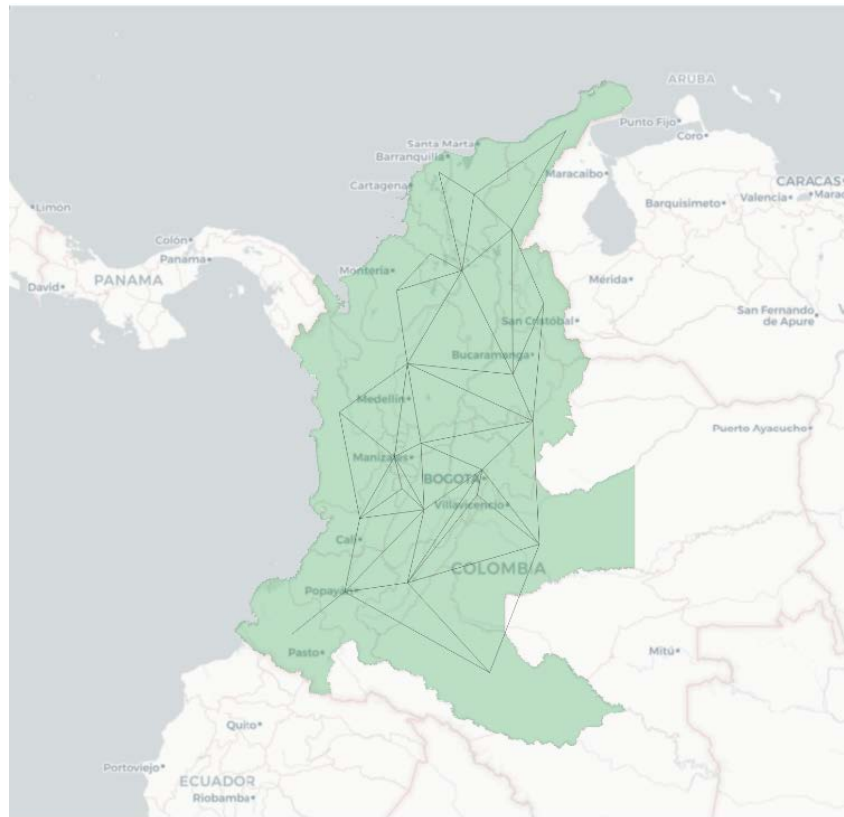 ARUBA
Punto Fijo
Coro
Santa Marta
Barranquilla
Maracaibo
CARACAS
Cartagena
Barquisimeto
Valencia
Limón
Colón
Panama
PANAMA
David
Montería
Mérida
San Cristóbal
San Fernando
de Apure
Bucaramanga
Medellín
Puerto Ayacucho
Manizales
BOGOTA
Villavicencio
Cali
COLOMBIA
Popayán
Pasto
Mitú
Quito
Portoviejo
ECUADOR
Riobamba